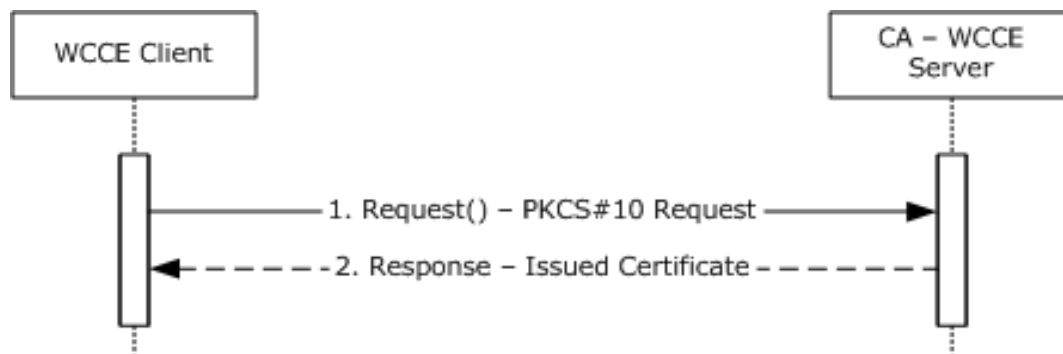 WCCE Client
CA – WCCE
Server
1. Request() – PKCS#10 Request
2. Response – Issued Certificate